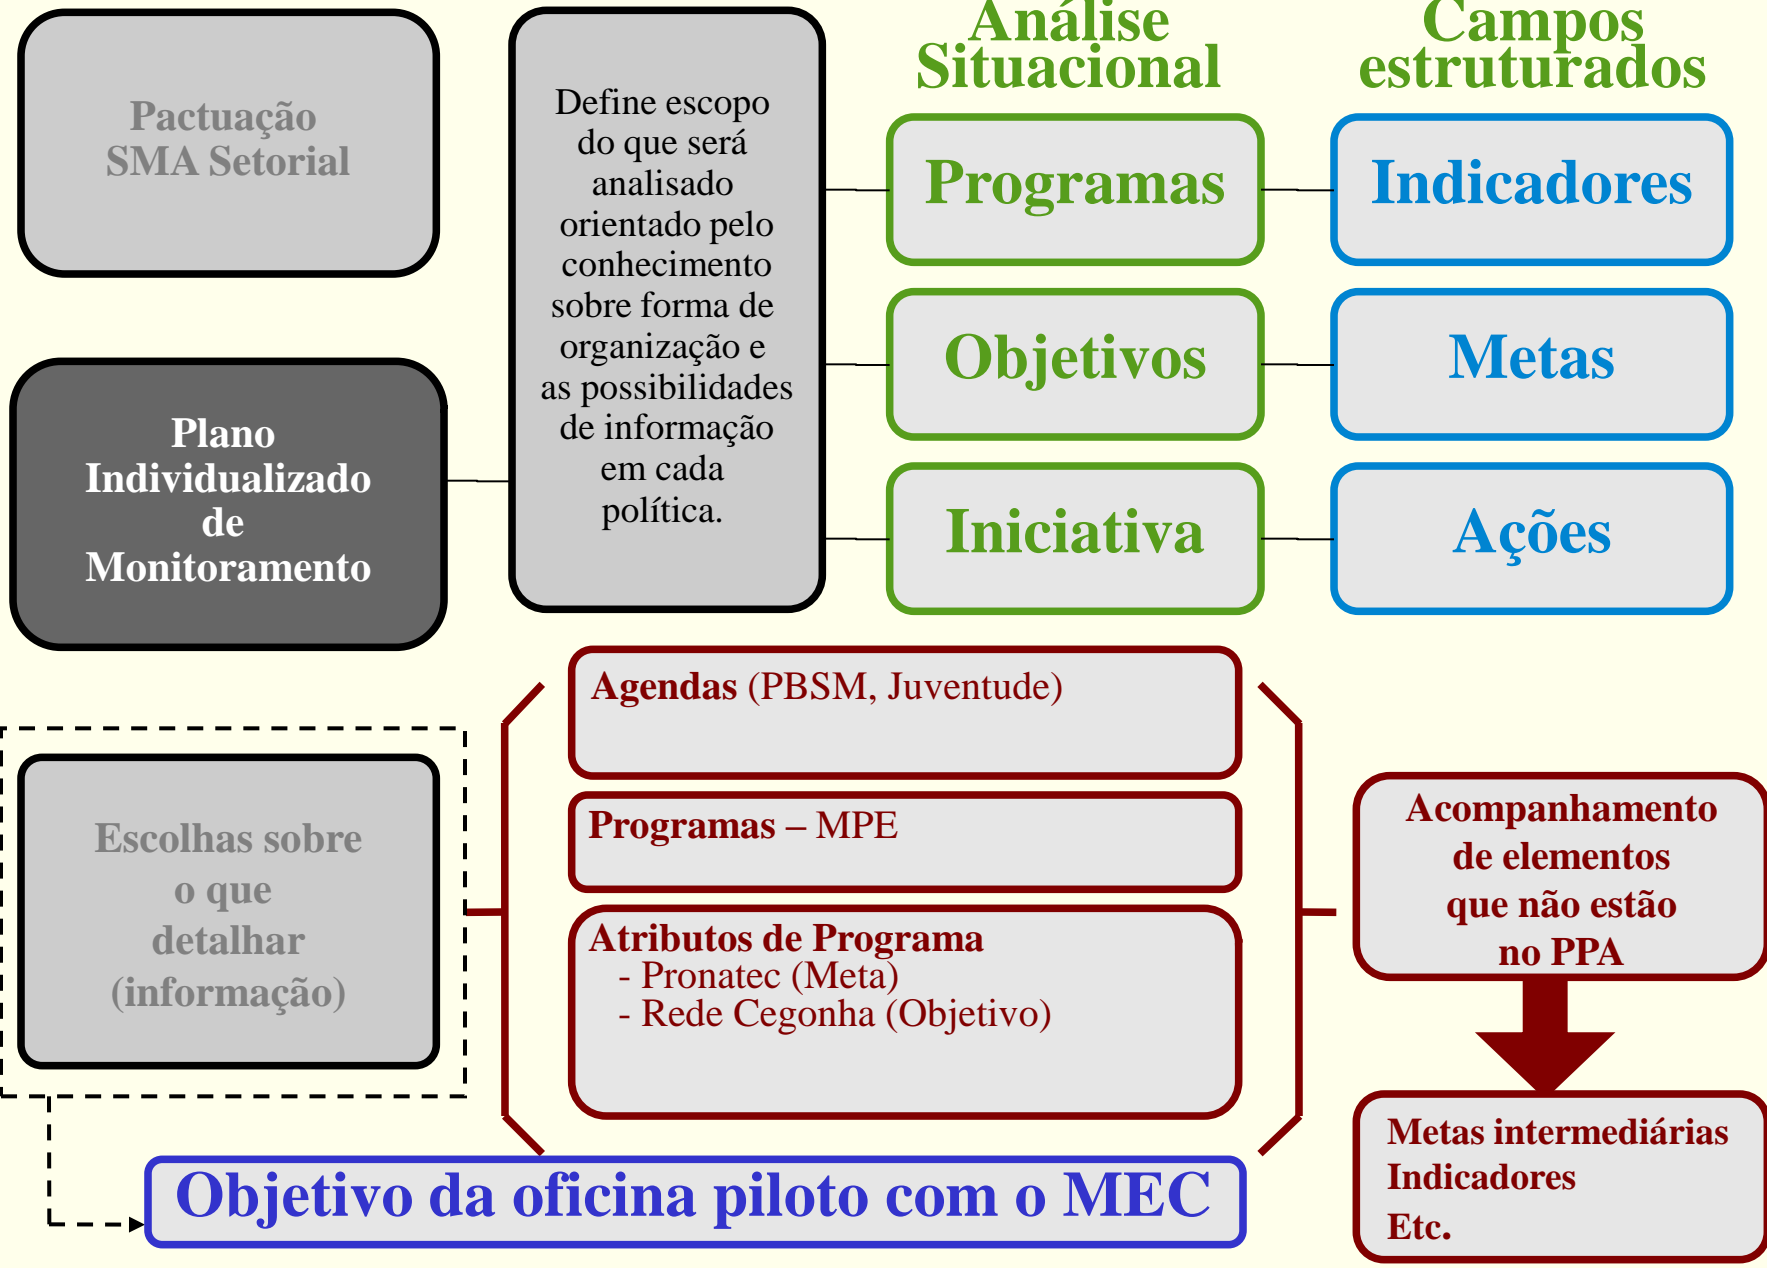 Pactuação
SMA Setorial
Define escopo
do que será
analisado
orientado pelo
conhecimento
sobre forma de
organização e
as possibilidades
de informação
em cada
política.
Análise
Situacional
Campos
estruturados
Programas
Indicadores
Objetivos
Metas
Iniciativa
Ações
Plano
Individualizado
de
Monitoramento
Escolhas sobre
o que
detalhar
(informação)
Agendas (PBSM, Juventude)
Programas – MPE
Atributos de Programa
- Pronatec (Meta)
- Rede Cegonha (Objetivo)
Acompanhamento
de elementos
que não estão
no PPA
Metas intermediárias
Indicadores
Etc.
Objetivo da oficina piloto com o MEC